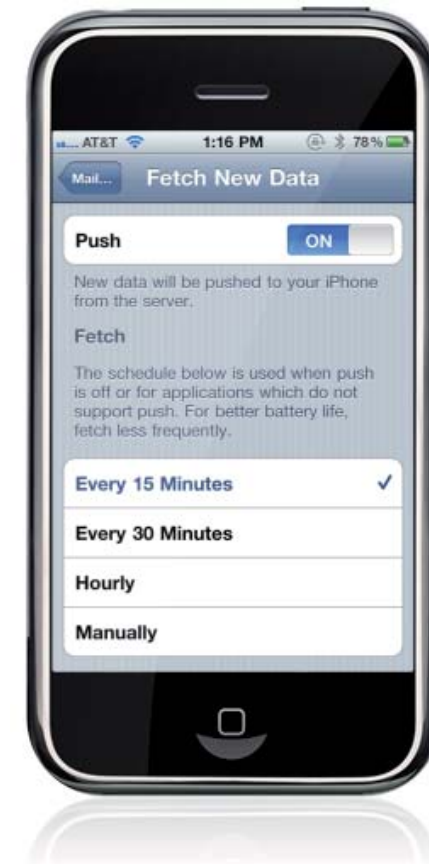 AT&T 1:16 PM 78%
Mail... Fetch New Data
Push ON
New data will be pushed to your iPhone
from the server.
Fetch
The schedule below is used when push
is off or for applications which do not
support push. For better battery life,
fetch less frequently.
Every 15 Minutes
Every 30 Minutes
Hourly
Manually